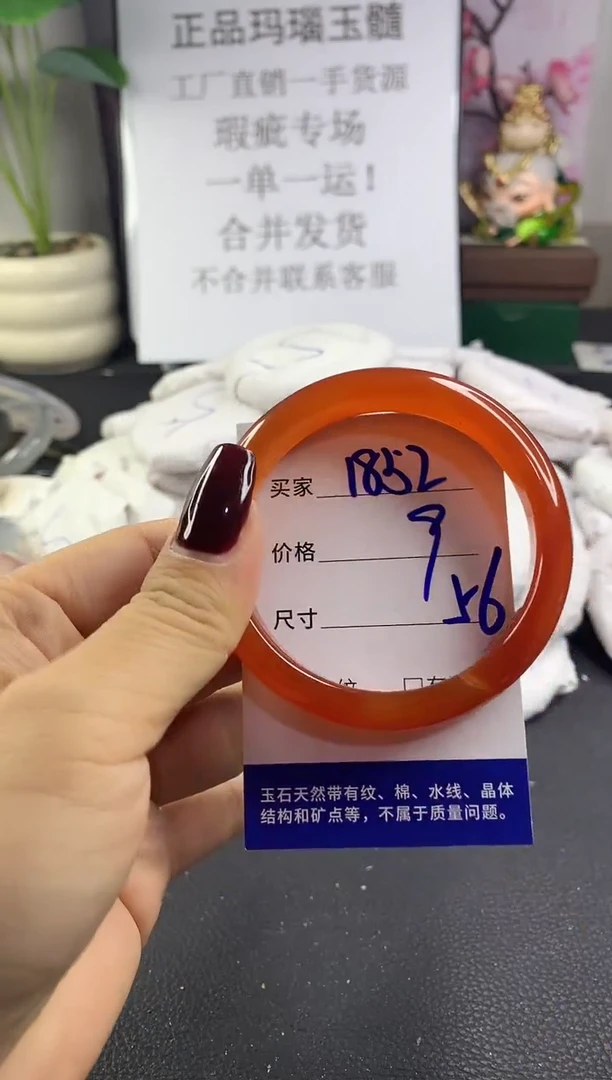 正品玛瑙玉髓
工厂直销一手货源
瑕疵专场
一单一运！
合并发货
不合并联系客服
买家 1852
价格 9
尺寸 56
纹 □有
玉石天然带有纹、棉、水线、晶体
结构和矿点等，不属于质量问题。